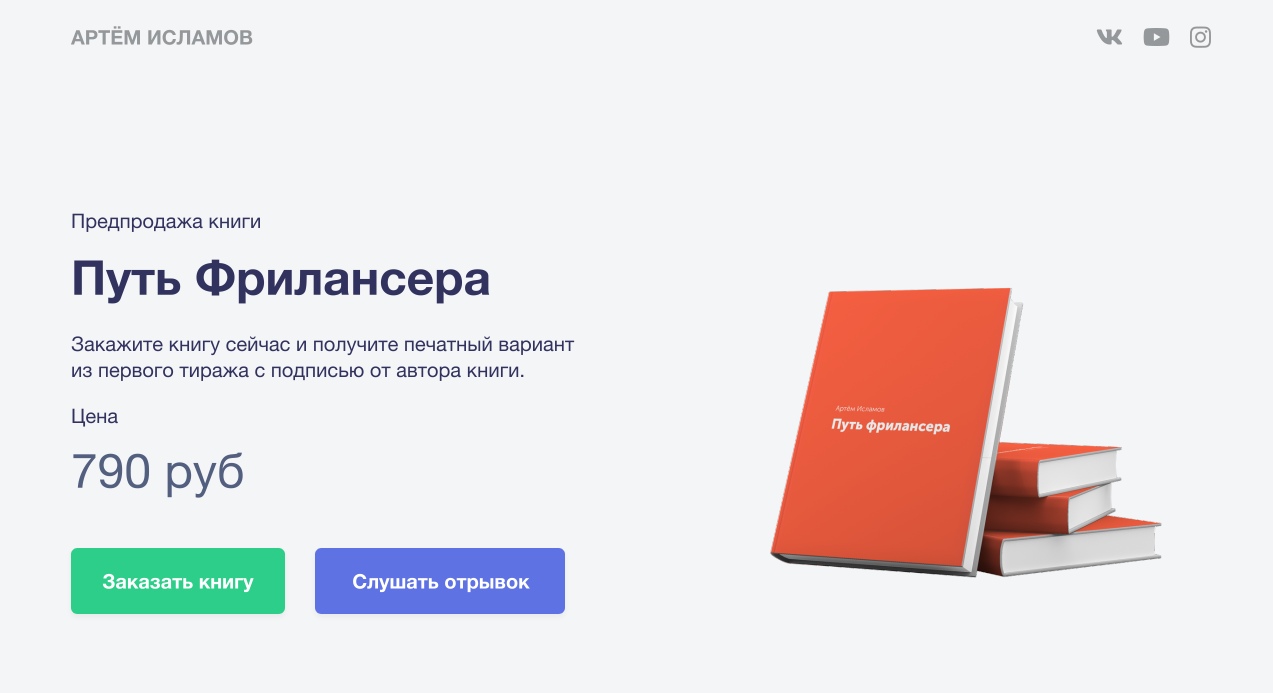 АРТЁМ ИСЛАМОВ
Предпродажа книги
Путь Фрилансера
Закажите книгу сейчас и получите печатный вариант
из первого тиража с подписью от автора книги.
Цена
790 руб
Заказать книгу
Слушать отрывок
Артём Исламов
Путь фрилансера